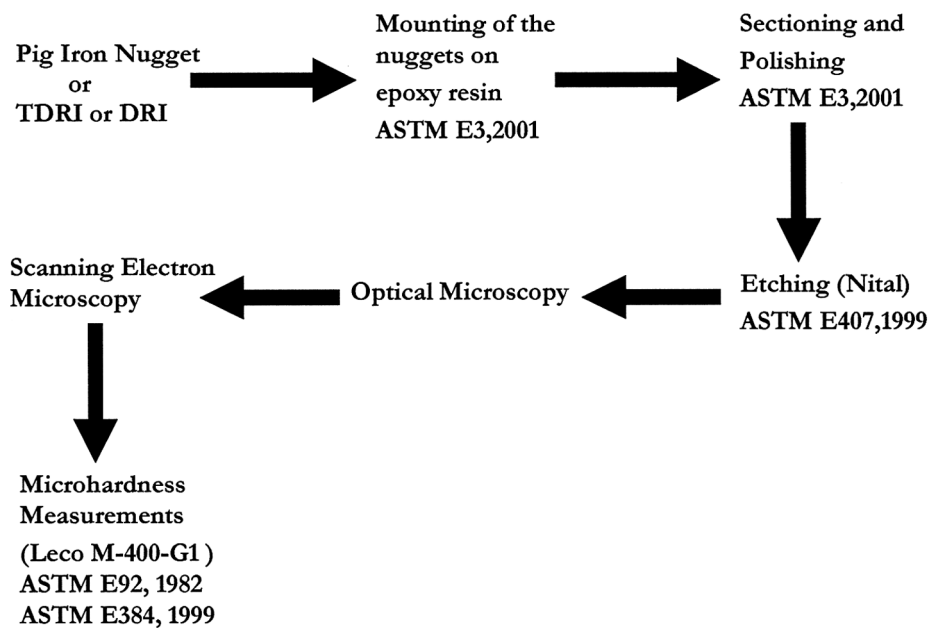 Pig Iron Nugget
or
TDRI or DRI
Mounting of the
nuggets on
epoxy resin
ASTM E3,2001
Sectioning and
Polishing
ASTM E3,2001
Etching (Nital)
ASTM E407,1999
Optical Microscopy
Scanning Electron
Microscopy
Microhardness
Measurements
(Leco M-400-G1 )
ASTM E92, 1982
ASTM E384, 1999